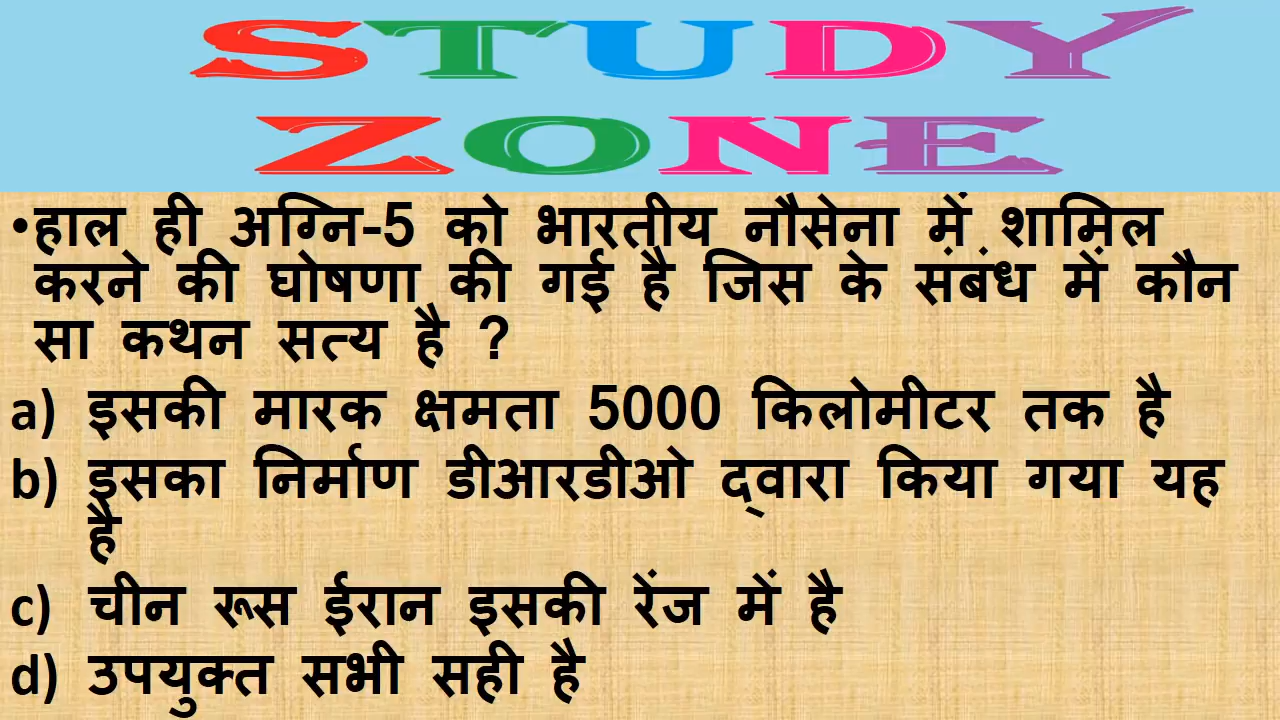 STUDY
ZONE
•हाल ही अग्नि-5 को भारतीय नौसेना में शामिल
करने की घोषणा की गई है जिस के संबंध में कौन
सा कथन सत्य है ?
a) इसकी मारक क्षमता 5000 किलोमीटर तक है
b) इसका निर्माण डीआरडीओ द्वारा किया गया यह
है
c) चीन रूस ईरान इसकी रेंज में है
d) उपयुक्त सभी सही है